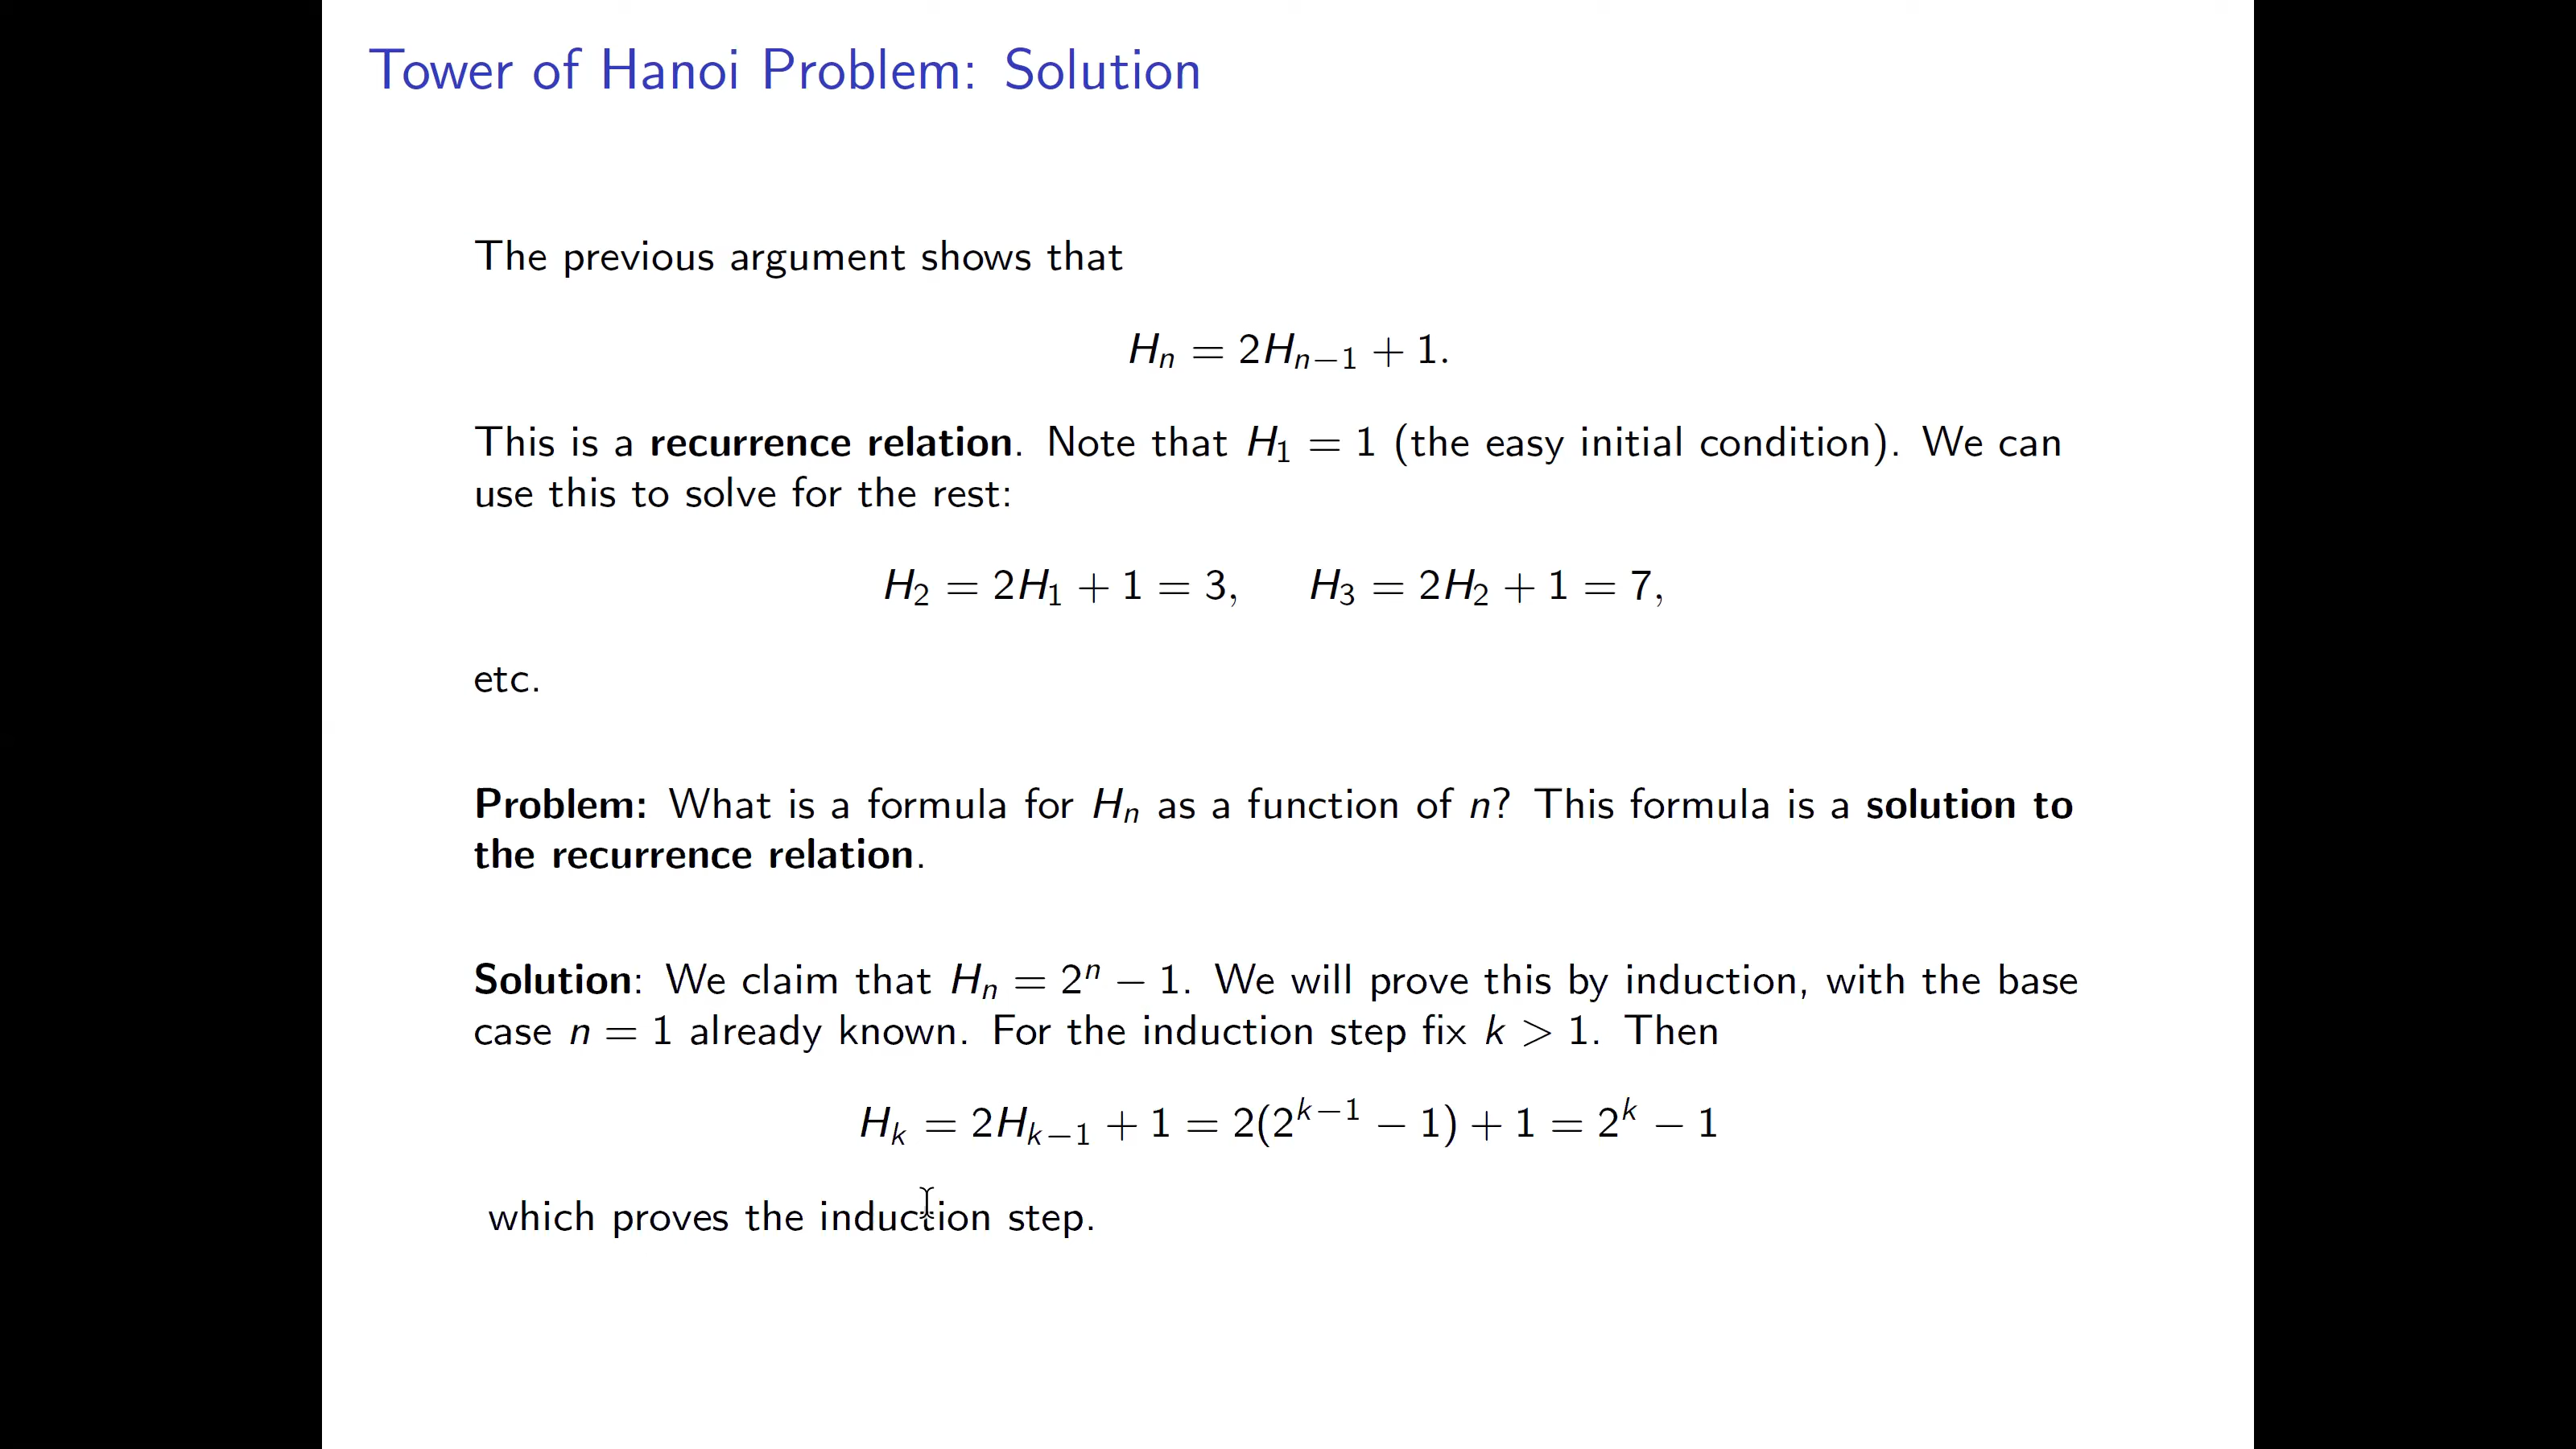 Tower of Hanoi Problem: Solution
The previous argument shows that
Hₙ = 2Hₙ₋₁ + 1.
This is a recurrence relation. Note that H₁ = 1 (the easy initial condition). We can
use this to solve for the rest:
H₂ = 2H₁ + 1 = 3, H₃ = 2H₂ + 1 = 7,
etc.
Problem: What is a formula for Hₙ as a function of n? This formula is a solution to
the recurrence relation.
Solution: We claim that Hₙ = 2ⁿ − 1. We will prove this by induction, with the base
case n = 1 already known. For the induction step fix k > 1. Then
Hₖ = 2Hₖ₋₁ + 1 = 2(2ᵏ⁻¹ − 1) + 1 = 2ᵏ − 1
which proves the induction step.